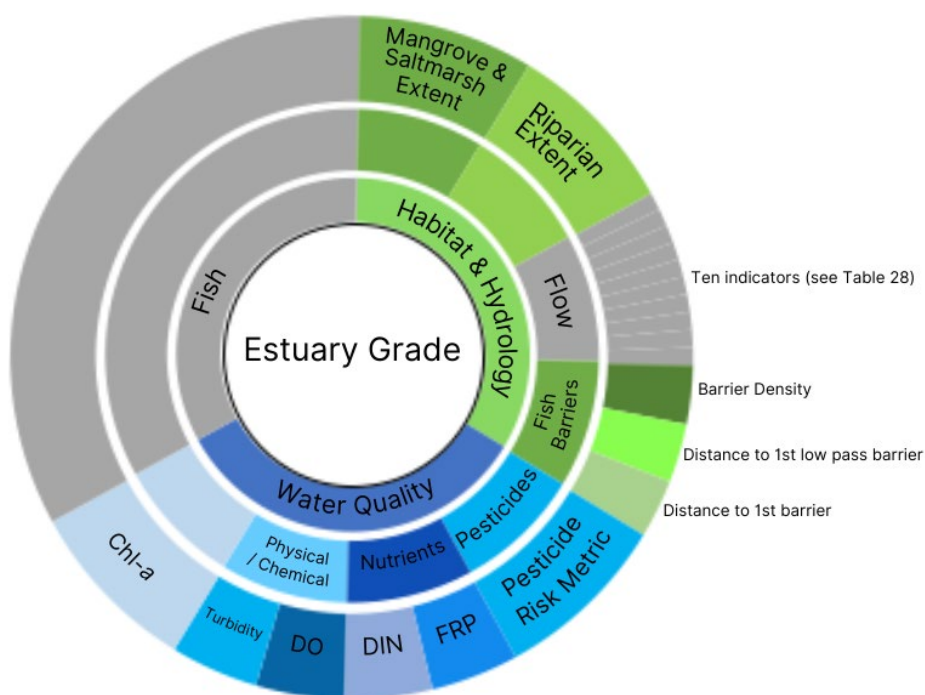 Mangrove &
Saltmarsh
Extent
Riparian
Extent
Habitat & Hydrology
Fish
Flow
Ten indicators (see Table 28)
Estuary Grade
Barrier Density
Fish
Barriers
Distance to 1st low pass barrier
Distance to 1st barrier
Water Quality
Pesticides
Pesticide
Risk Metric
Nutrients
Physical
/ Chemical
Chl-a
Turbidity
DO
DIN
FRP